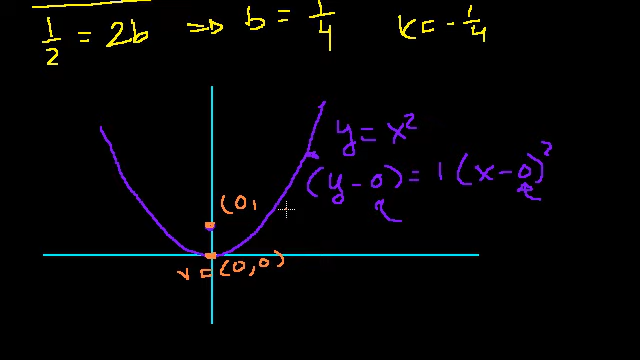 1/2 = 2b ⇒ b = 1/4 k = -1/4
y = x²
(y - 0) = 1 (x - 0)²
(0,
v = (0,0)